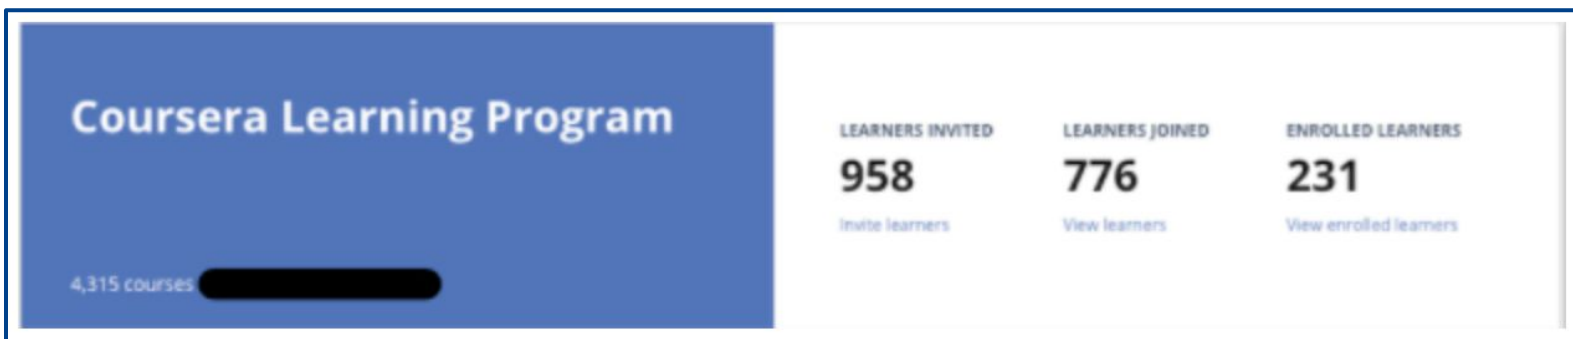 Coursera Learning Program
4,315 courses
LEARNERS INVITED
958
Invite learners
LEARNERS JOINED
776
View learners
ENROLLED LEARNERS
231
View enrolled learners